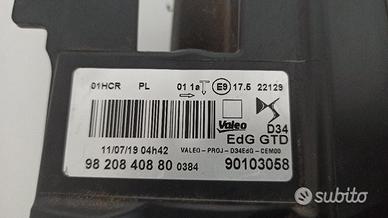 01HCR PL 01 1a E9 17.5 22129
Valeo D34
EdG GTD
11/07/19 04h42 VALEO-PROJ-D34EdG-CEM00
98 208 408 80 0384 90103058
subito